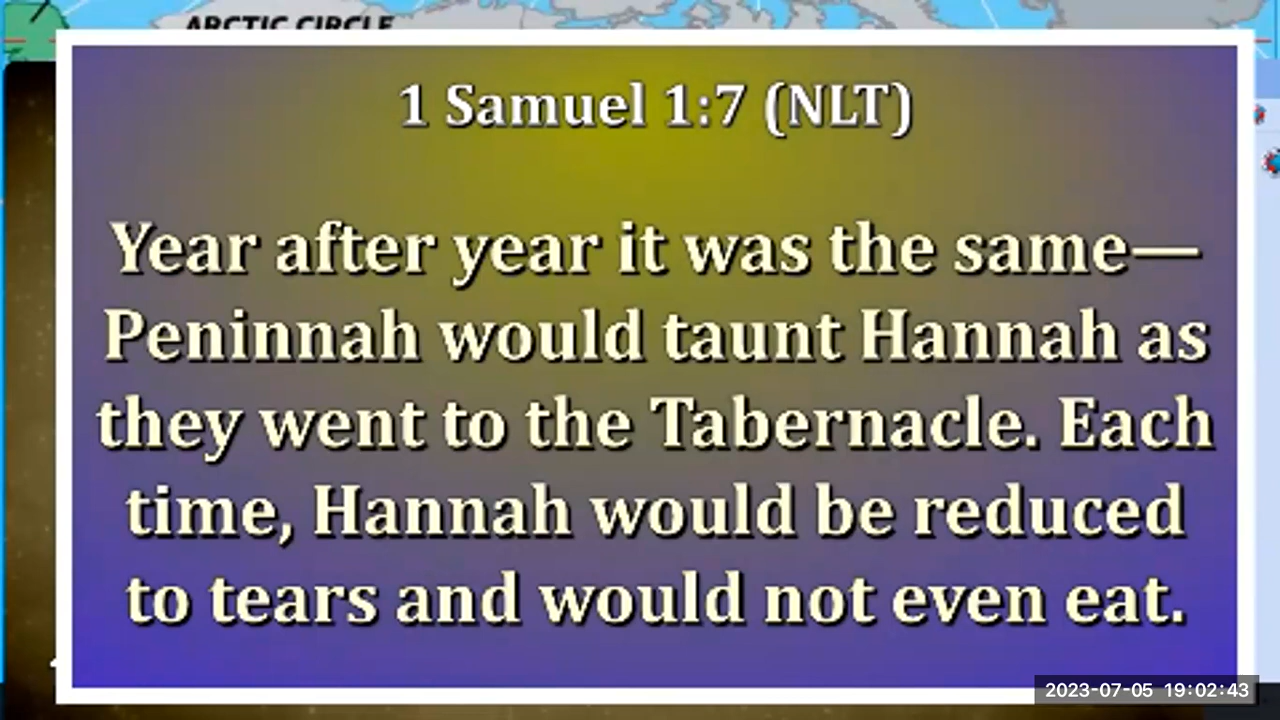 ARCTIC CIRCLE
1 Samuel 1:7 (NLT)
Year after year it was the same—
Peninnah would taunt Hannah as
they went to the Tabernacle. Each
time, Hannah would be reduced
to tears and would not even eat.
2023-07-05 19:02:43